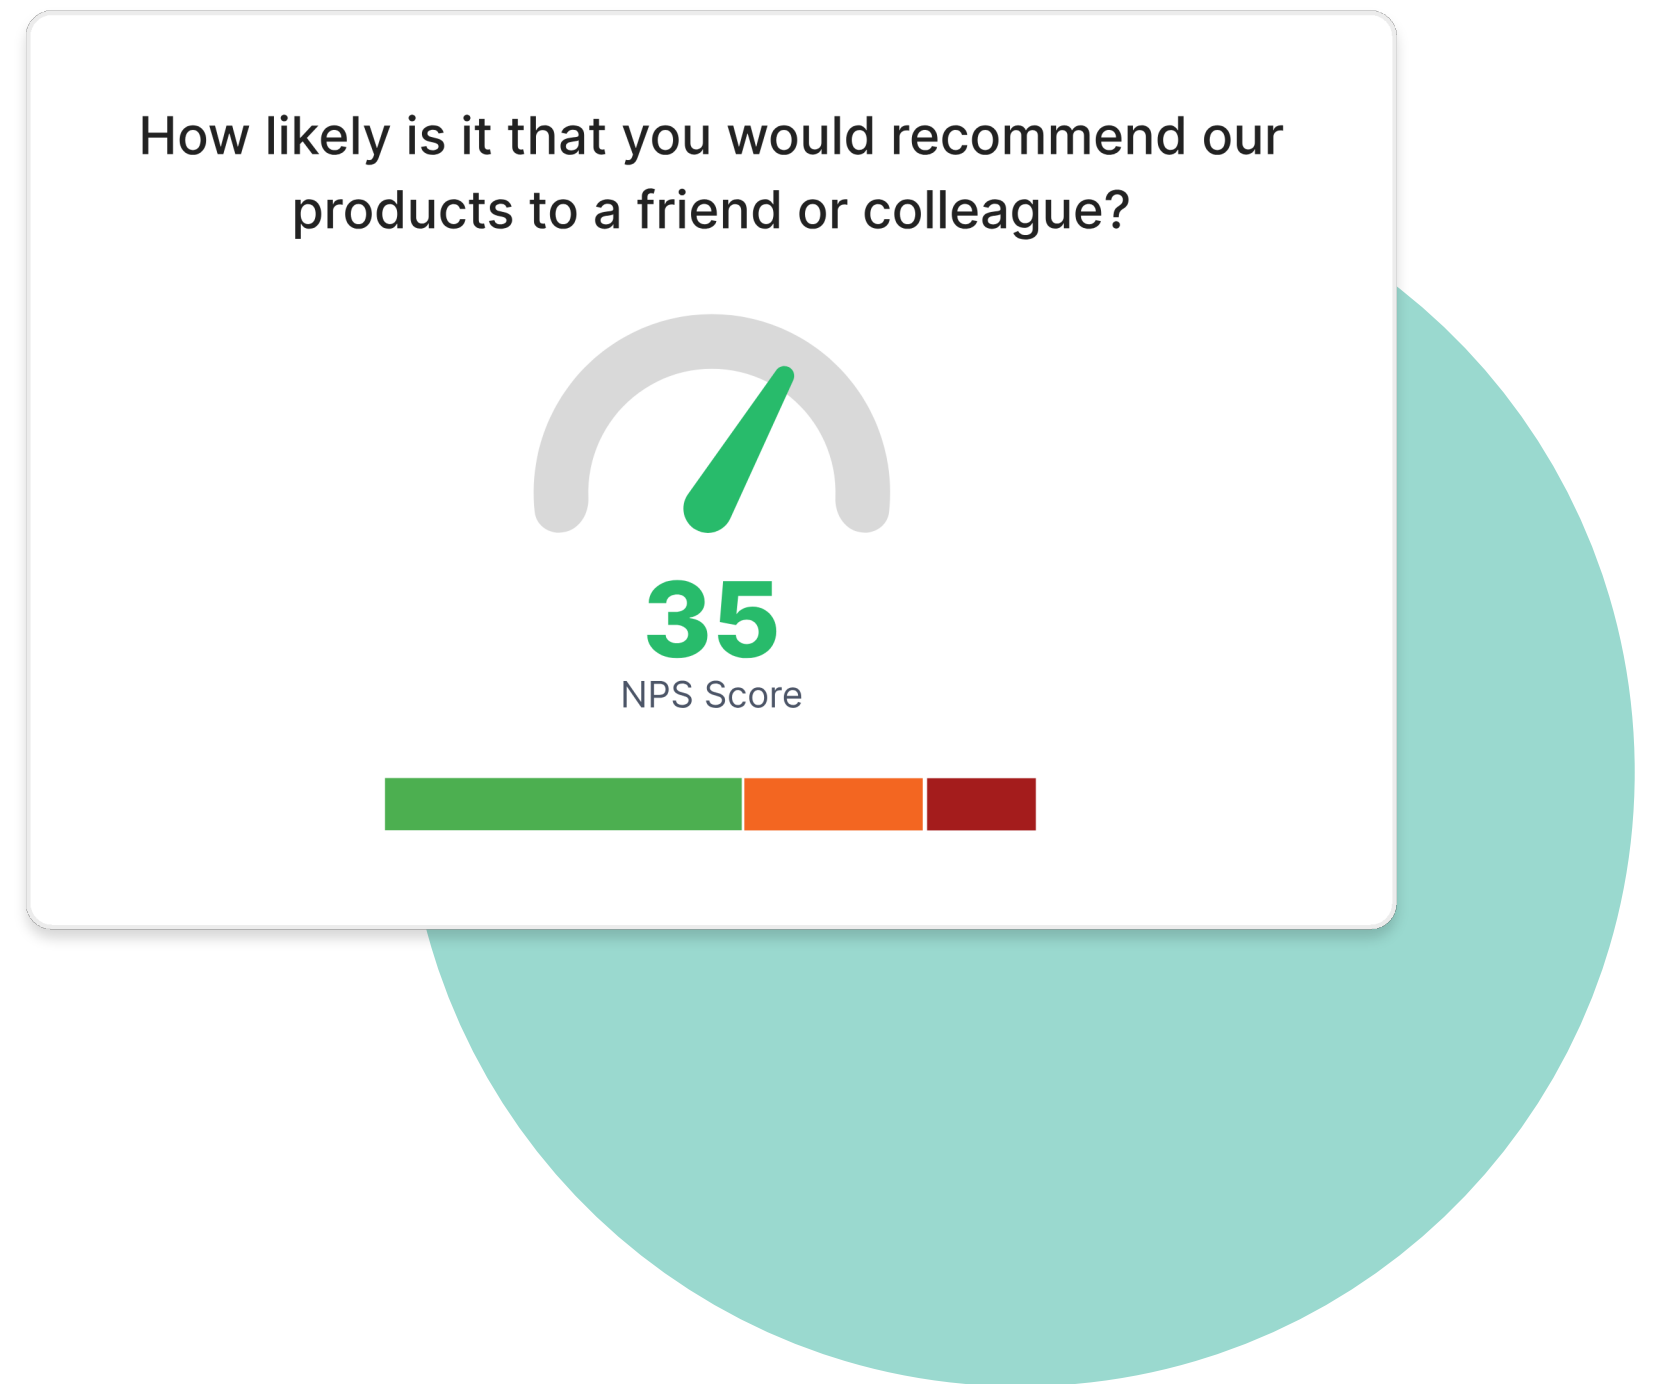 How likely is it that you would recommend our
products to a friend or colleague?
35
NPS Score